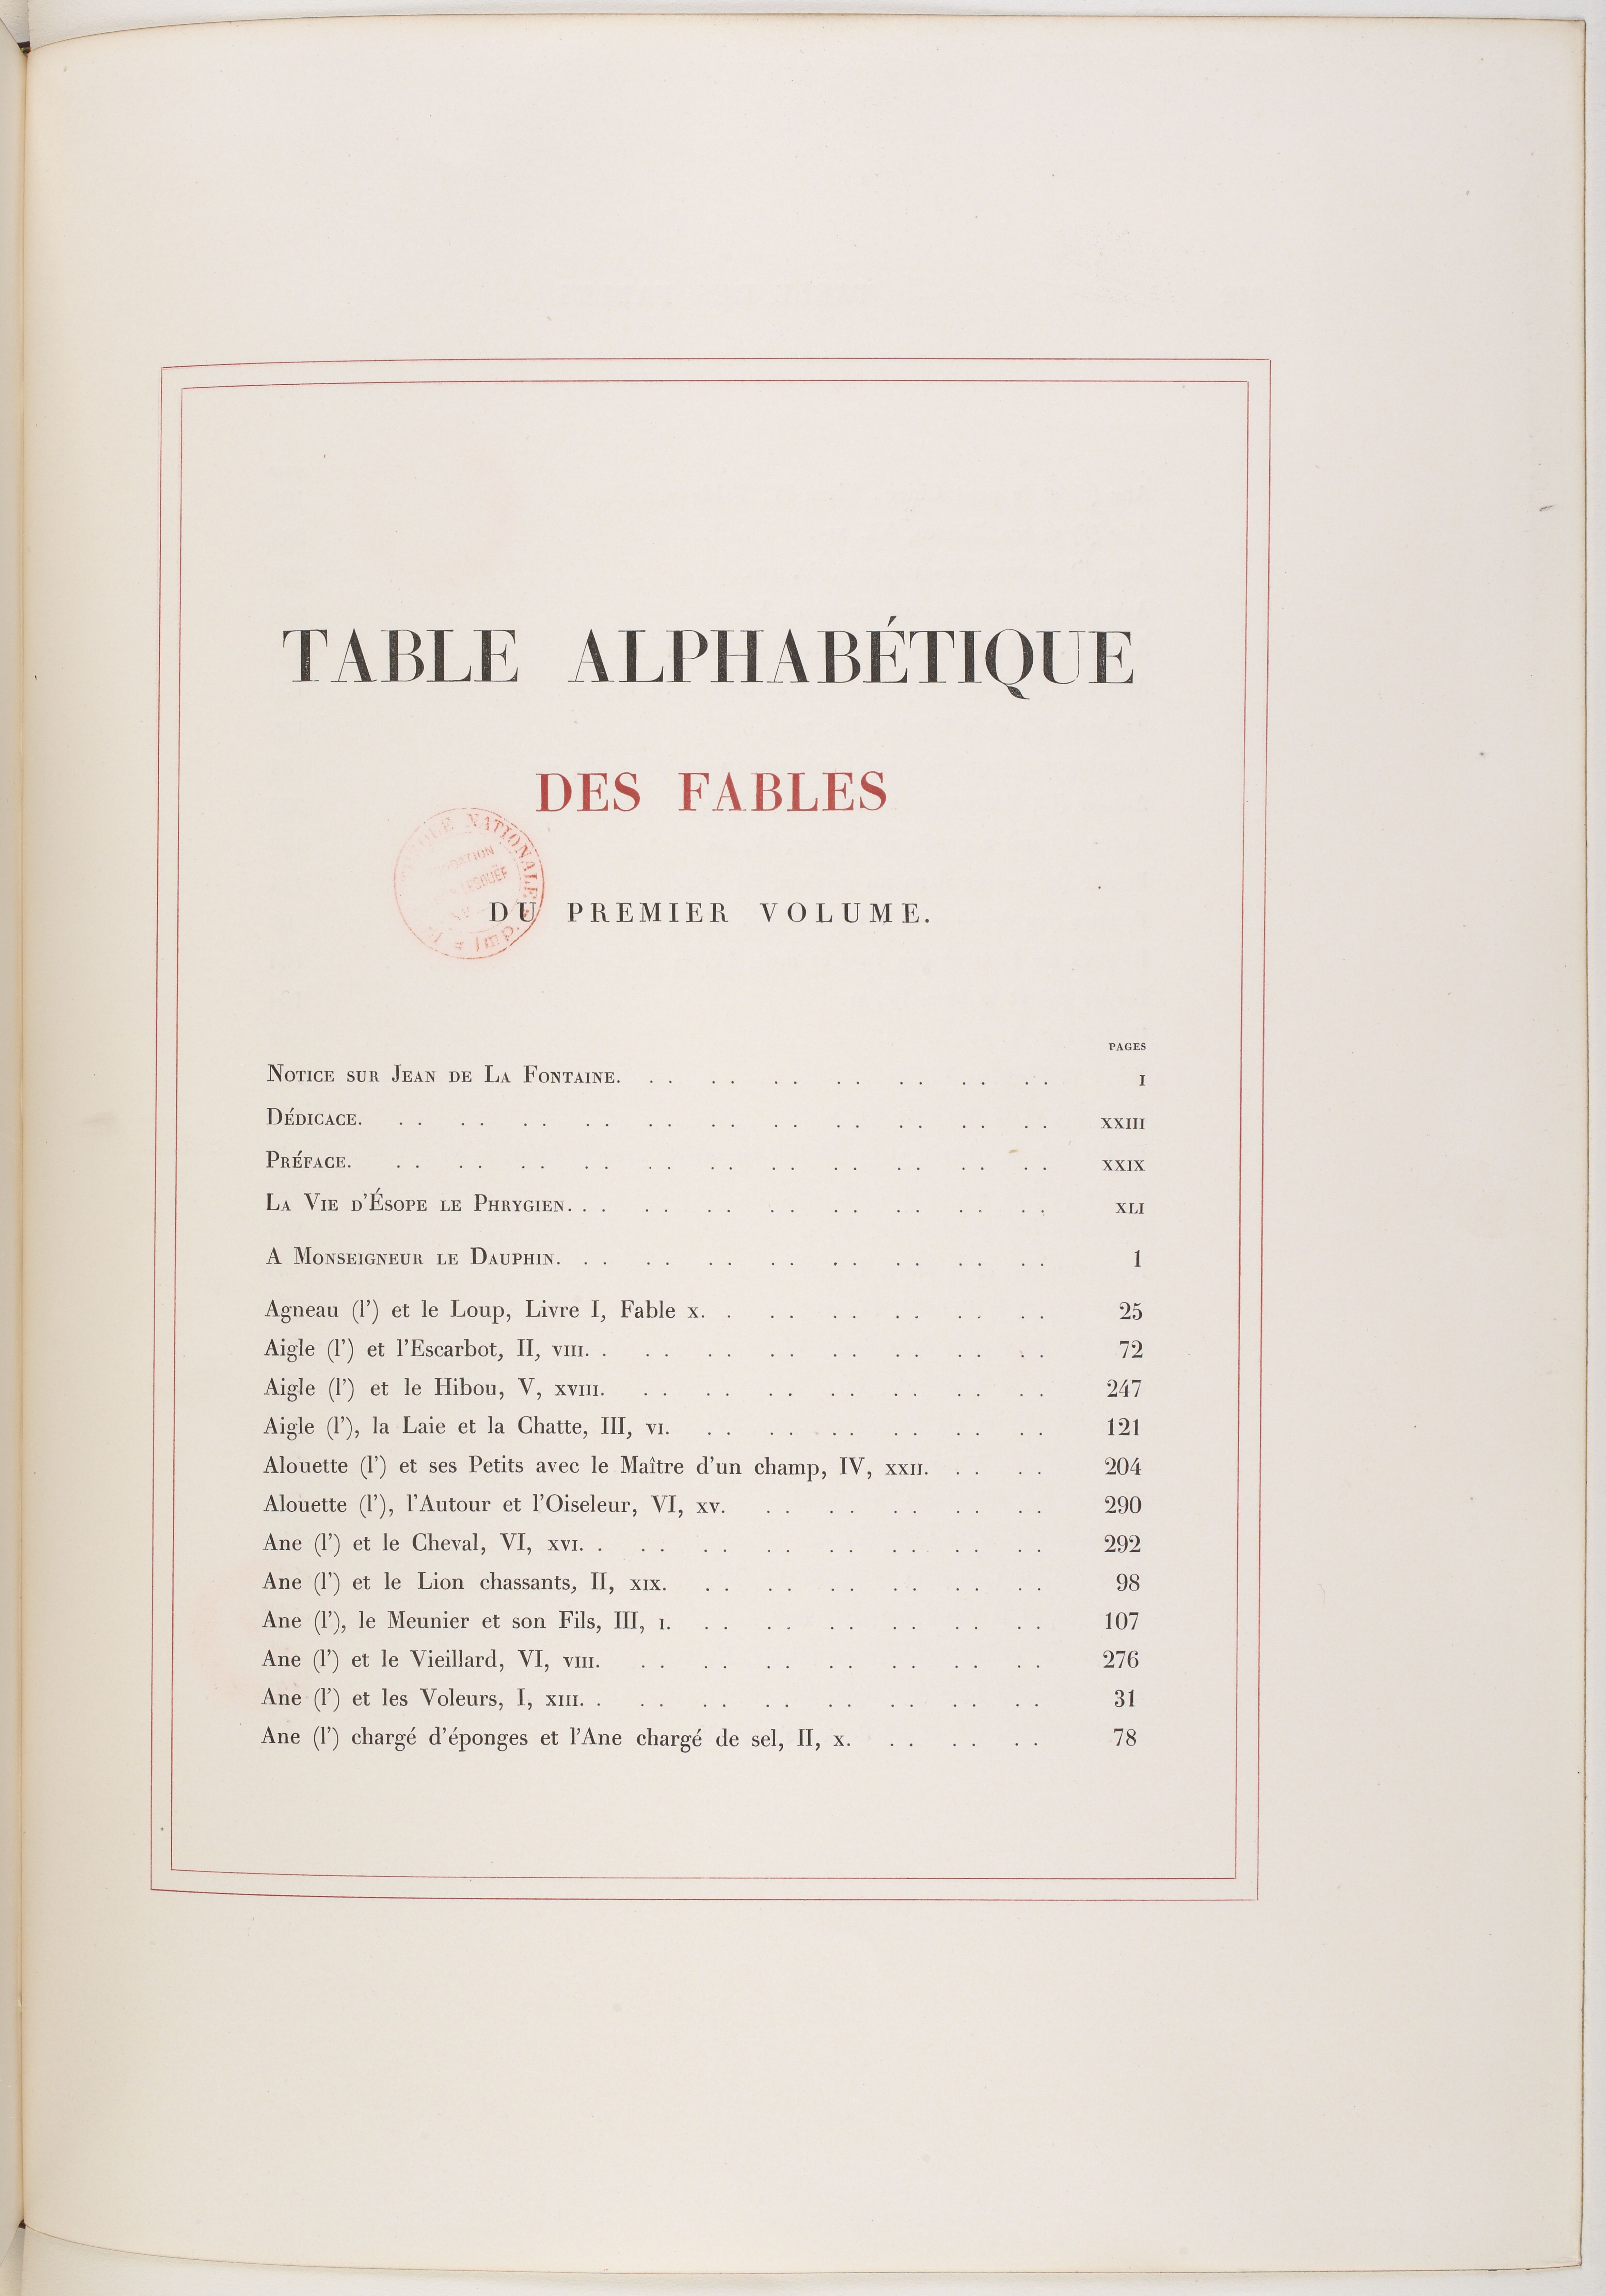 TABLE ALPHABÉTIQUE
DES FABLES
NATIONALE
Imp.
DU PREMIER VOLUME.
PAGES
NOTICE SUR JEAN DE LA FONTAINE. . . . . . . . . . . . . . . I
DÉDICACE. . . . . . . . . . . . . . . . . . . . . . . XXIII
PRÉFACE. . . . . . . . . . . . . . . . . . . . . . . XXIX
LA VIE D'ÉSOPE LE PHRYGIEN. . . . . . . . . . . . . . . . . XLI
A MONSEIGNEUR LE DAUPHIN. . . . . . . . . . . . . . . . . 1
Agneau (l') et le Loup, Livre I, Fable X. . . . . . . . . . . . . 25
Aigle (l') et l'Escarbot, II, VIII. . . . . . . . . . . . . . . . 72
Aigle (l') et le Hibou, V, XVIII. . . . . . . . . . . . . . . 247
Aigle (l'), la Laie et la Chatte, III, VI. . . . . . . . . . . . . 121
Alouette (l') et ses Petits avec le Maître d'un champ, IV, XXII. . . . . 204
Alouette (l'), l'Autour et l'Oiseleur, VI, XV. . . . . . . . . . . 290
Ane (l') et le Cheval, VI, XVI. . . . . . . . . . . . . . . . 292
Ane (l') et le Lion chassants, II, XIX. . . . . . . . . . . . . 98
Ane (l'), le Meunier et son Fils, III, I. . . . . . . . . . . . . 107
Ane (l') et le Vieillard, VI, VIII. . . . . . . . . . . . . . . 276
Ane (l') et les Voleurs, I, XIII. . . . . . . . . . . . . . . . 31
Ane (l') chargé d'éponges et l'Ane chargé de sel, II, X. . . . . . . 78